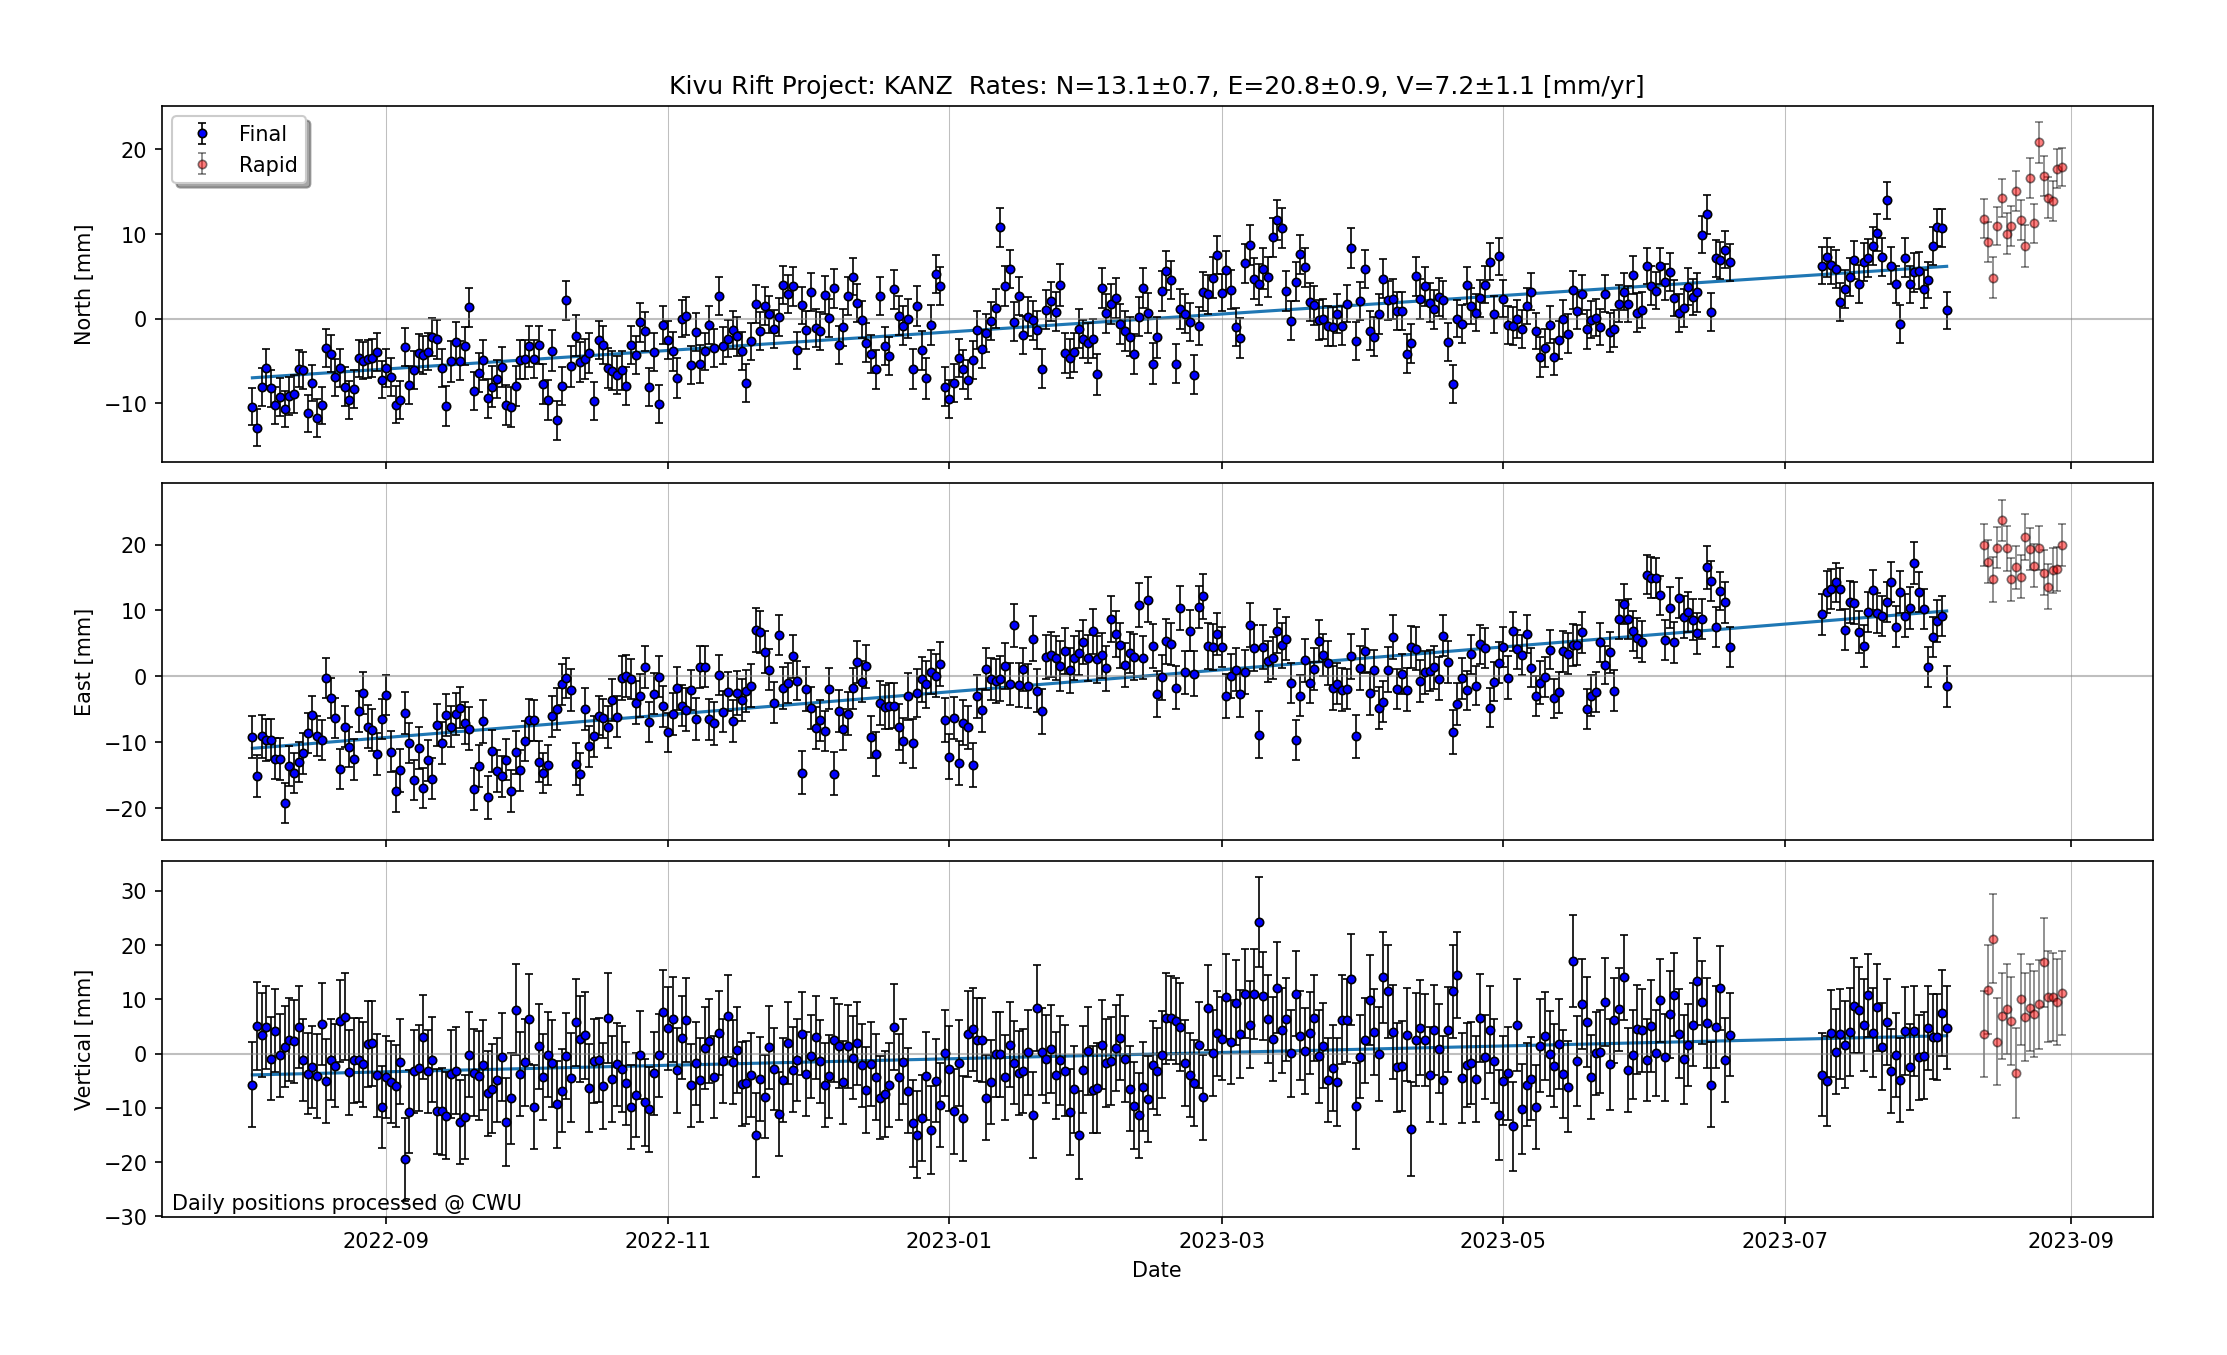 Kivu Rift Project: KANZ  Rates: N=13.1±0.7, E=20.8±0.9, V=7.2±1.1 [mm/yr]
Final
Rapid
North [mm]
20
10
0
−10
East [mm]
20
10
0
−10
−20
Vertical [mm]
30
20
10
0
−10
−20
−30
Daily positions processed @ CWU
2022-09
2022-11
2023-01
2023-03
2023-05
2023-07
2023-09
Date